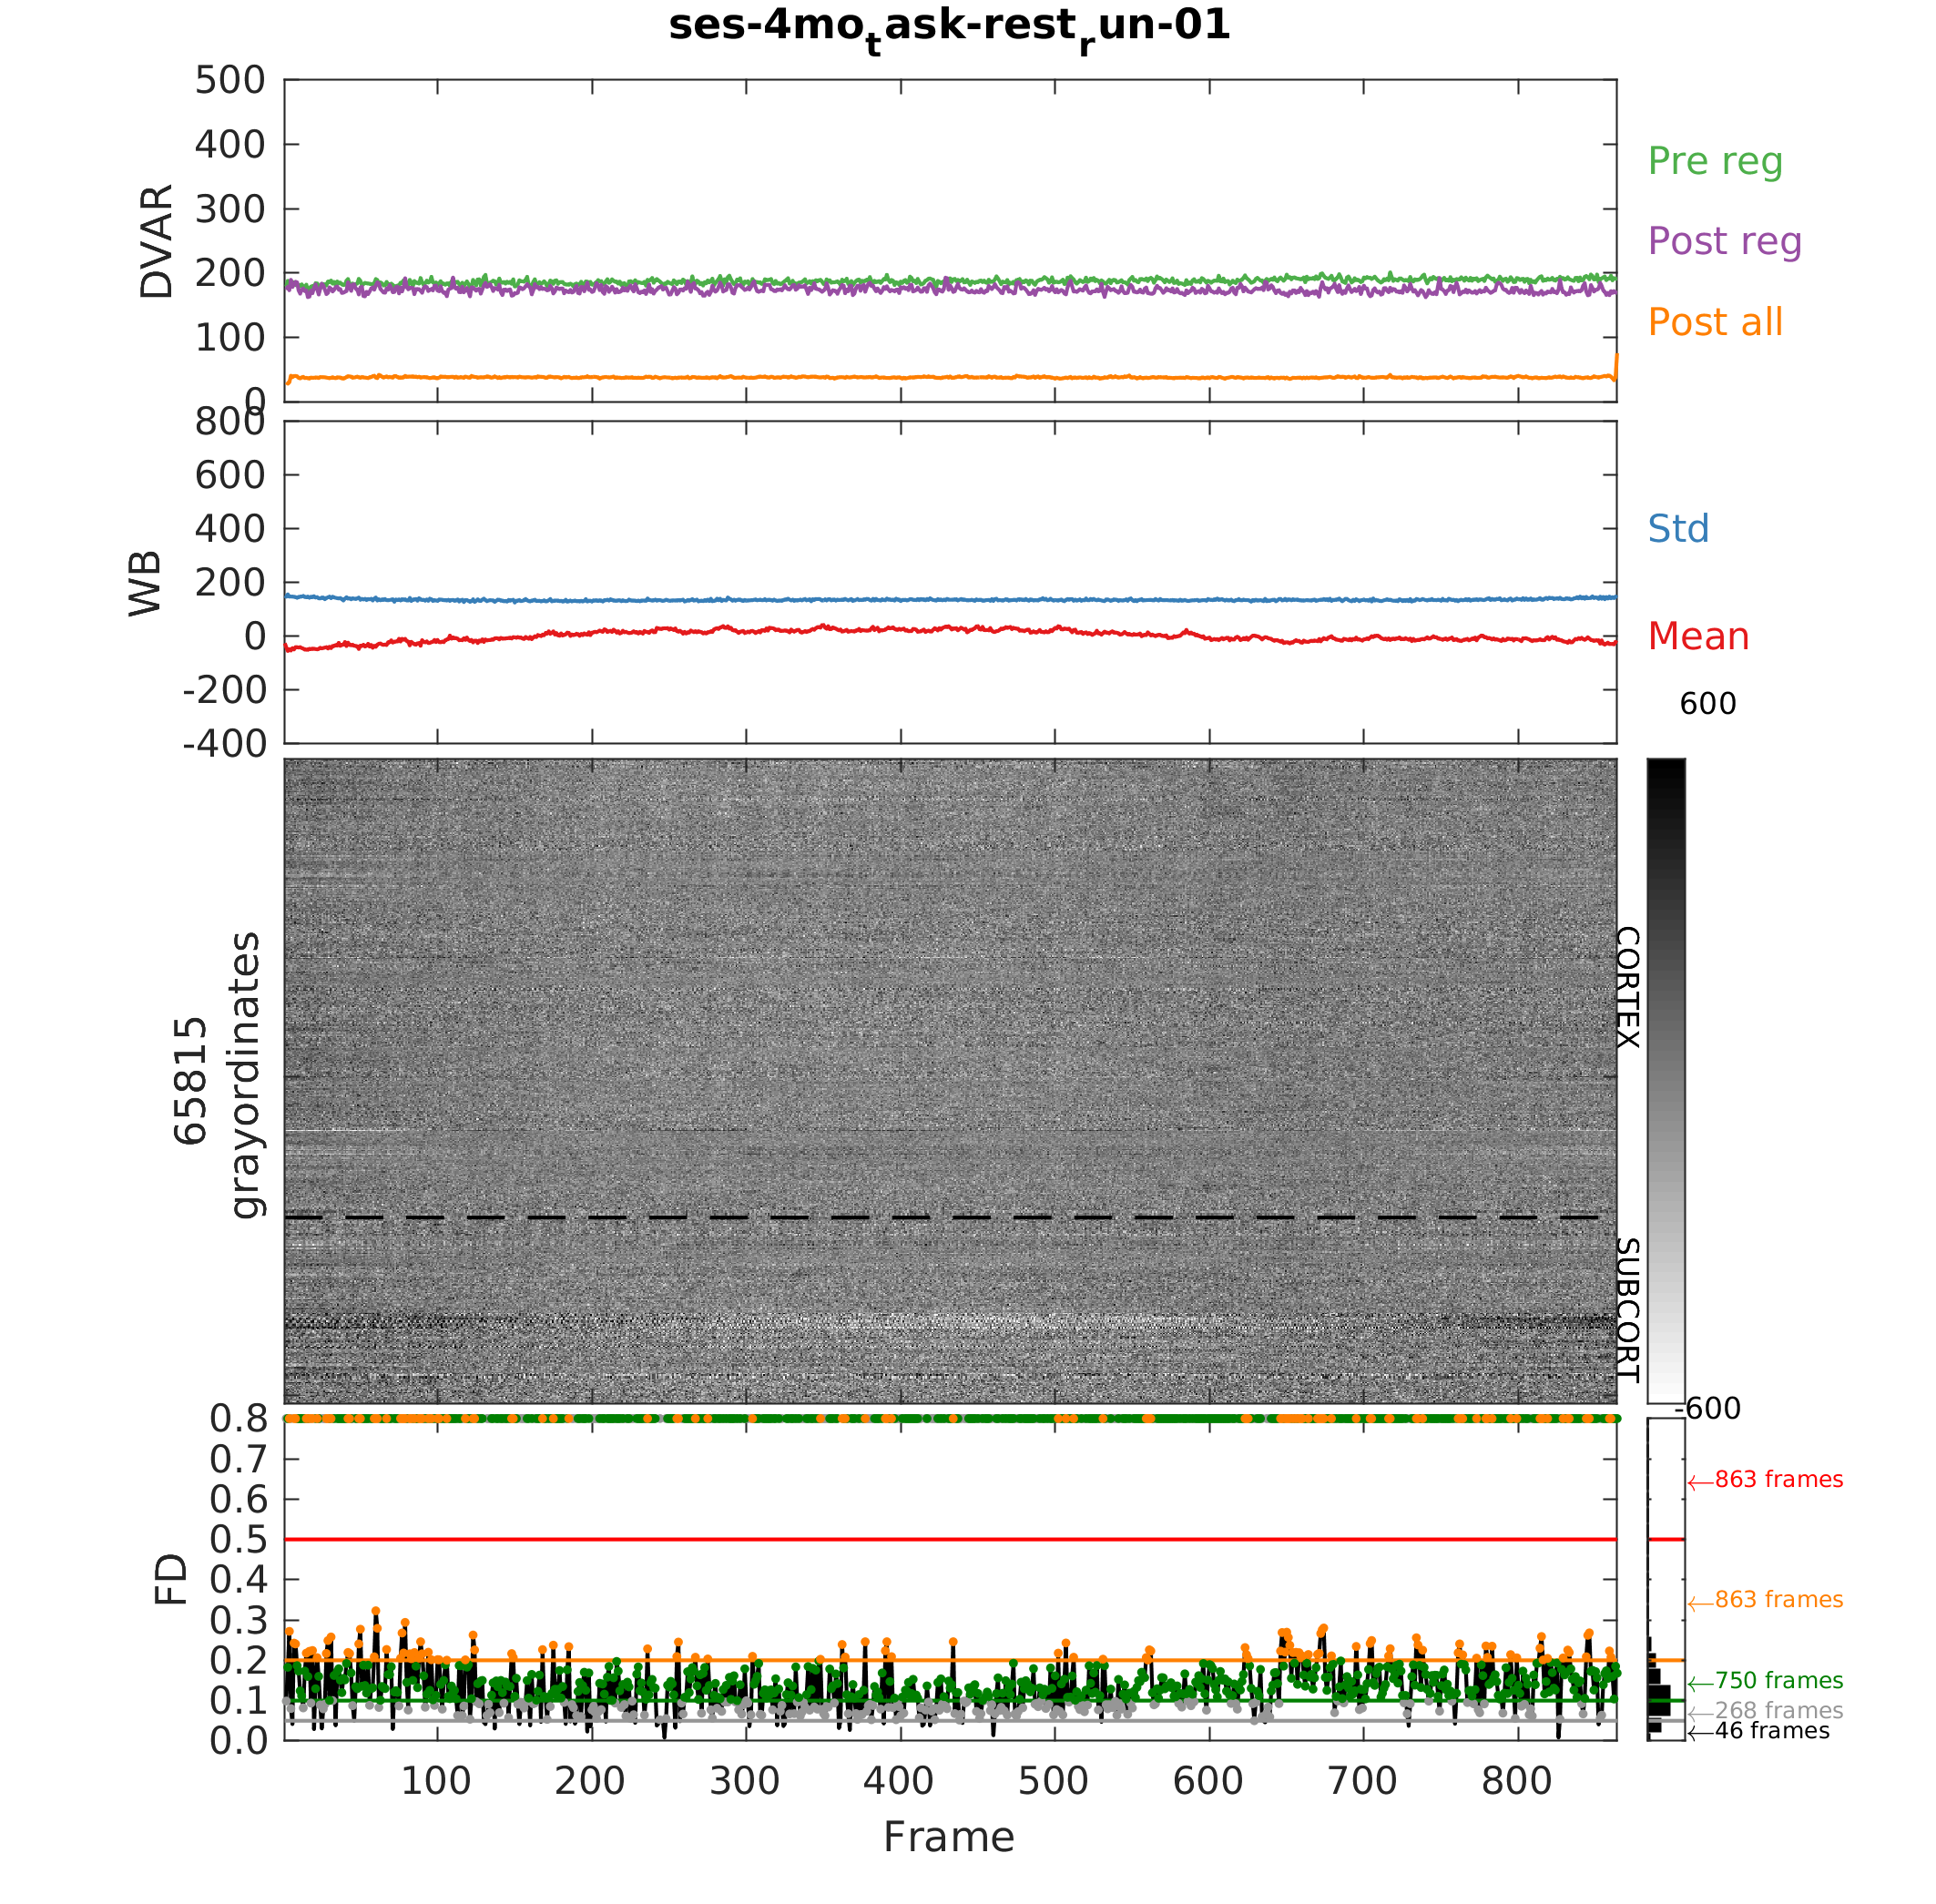 ses-4mo_task-rest_run-01
500
400
300
200
100
0
DVAR
Pre reg
Post reg
Post all
800
600
400
200
0
-200
-400
WB
Std
Mean
600
65815
grayordinates
CORTEX
SUBCORT
-600
0.8
0.7
0.6
0.5
0.4
0.3
0.2
0.1
0.0
FD
←863 frames
←863 frames
←750 frames
←268 frames
←46 frames
100 200 300 400 500 600 700 800
Frame